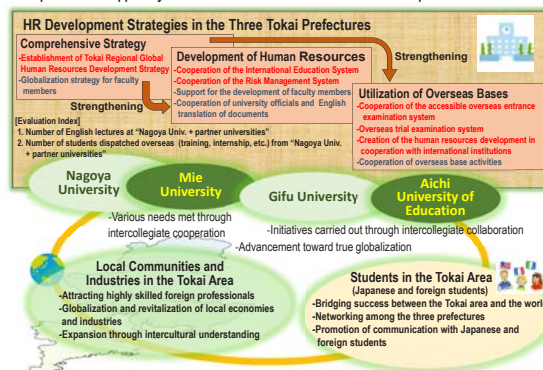 HR Development Strategies in the Three Tokai Prefectures
Comprehensive Strategy
-Establishment of Tokai Regional Global
Human Resources Development Strategy
-Globalization strategy for faculty
members
Strengthening
Development of Human Resources
-Cooperation of the International Education System
-Cooperation of the Risk Management System
-Support for the development of faculty members
-Cooperation of university officials and English
translation of documents
Strengthening
Utilization of Overseas Bases
-Cooperation of the accessible overseas entrance
examination system
-Overseas trial examination system
-Creation of the human resources development in
cooperation with international institutions
-Cooperation of overseas base activities
[Evaluation Index]
1. Number of English lectures at “Nagoya Univ. + partner universities”
2. Number of students dispatched overseas (training, internship, etc.) from “Nagoya Univ.
+ partner universities”
Nagoya
University
Mie
University
Gifu University
Aichi
University of
Education
-Various needs met through
intercollegiate cooperation
-Initiatives carried out through intercollegiate collaboration
-Advancement toward true globalization
Local Communities and
Industries in the Tokai Area
-Attracting highly skilled foreign professionals
-Globalization and revitalization of local economies
and industries
-Expansion through intercultural understanding
Students in the Tokai Area
(Japanese and foreign students)
-Bridging success between the Tokai area and the world
-Networking among the three prefectures
-Promotion of communication with Japanese and
foreign students